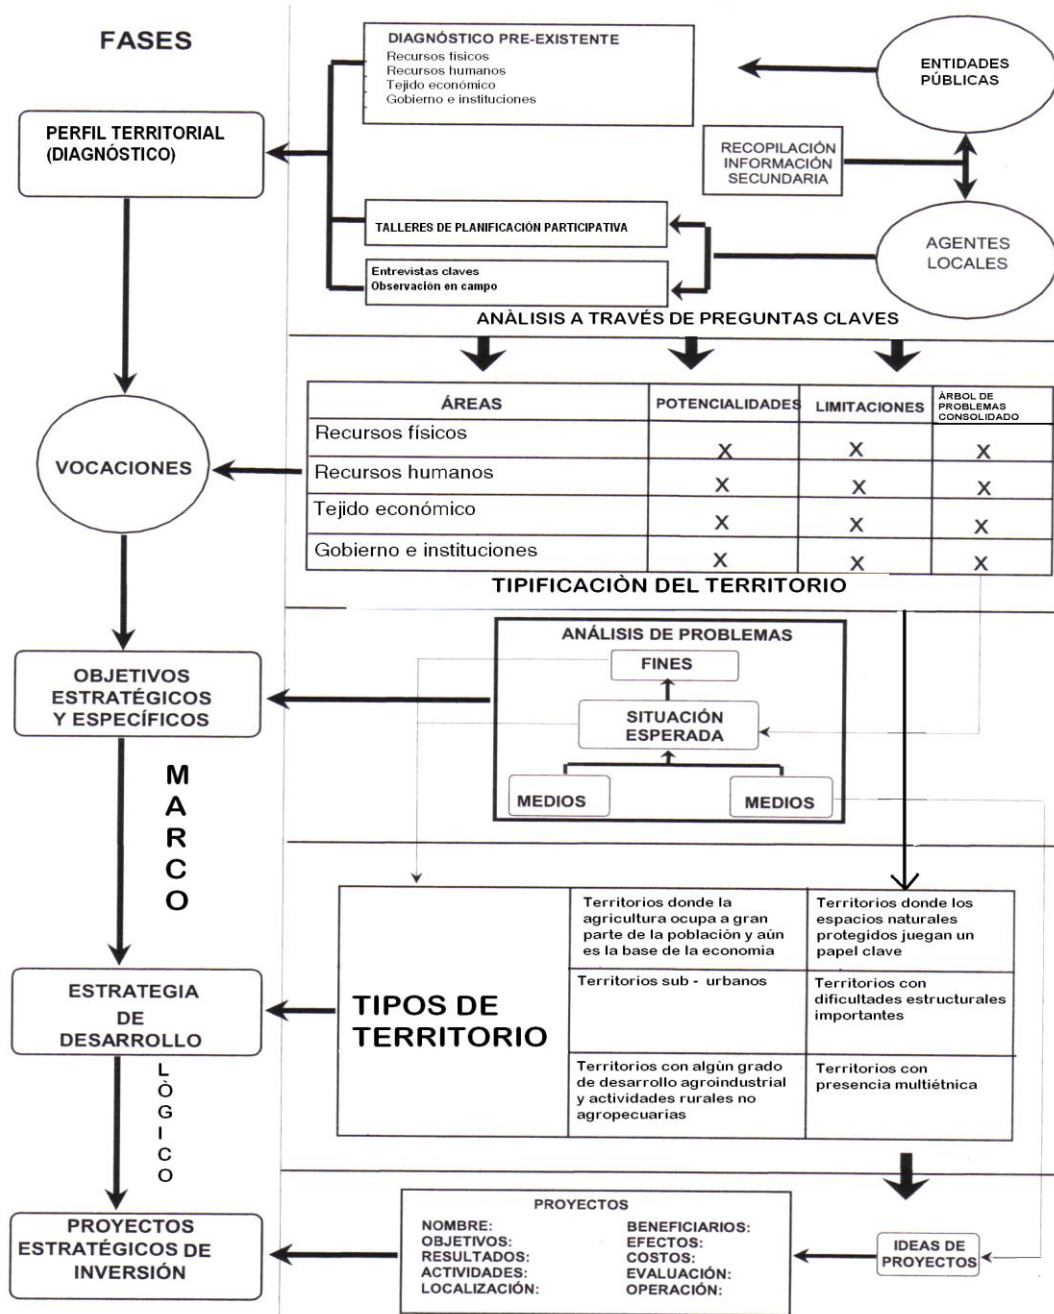 FASES
DIAGNÓSTICO PRE-EXISTENTE
Recursos físicos
Recursos humanos
Tejido económico
Gobierno e instituciones
ENTIDADES
PÚBLICAS
PERFIL TERRITORIAL
(DIAGNÓSTICO)
RECOPILACIÓN
INFORMACIÓN
SECUNDARIA
TALLERES DE PLANIFICACIÓN PARTICIPATIVA
AGENTES
LOCALES
Entrevistas claves
Observación en campo
ANÀLISIS A TRAVÉS DE PREGUNTAS CLAVES
ÁREAS
POTENCIALIDADES
LIMITACIONES
ÀRBOL DE
PROBLEMAS
CONSOLIDADO
Recursos físicos
X X X
Recursos humanos
X X X
Tejido económico
X X X
Gobierno e instituciones
X X X
VOCACIONES
TIPIFICACIÒN DEL TERRITORIO
ANÁLISIS DE PROBLEMAS
FINES
SITUACIÓN
ESPERADA
MEDIOS
MEDIOS
OBJETIVOS
ESTRATÉGICOS
Y ESPECÍFICOS
M
A
R
C
O
TIPOS DE
TERRITORIO
Territorios donde la
agricultura ocupa a gran
parte de la población y aún
es la base de la economía
Territorios donde los
espacios naturales
protegidos juegan un
papel clave
Territorios sub - urbanos
Territorios con
dificultades estructurales
importantes
Territorios con algùn grado
de desarrollo agroindustrial
y actividades rurales no
agropecuarias
Territorios con
presencia multiétnica
ESTRATEGIA
DE
DESARROLLO
L
Ò
G
I
C
O
PROYECTOS
ESTRATÉGICOS DE
INVERSIÓN
PROYECTOS
NOMBRE:
OBJETIVOS:
RESULTADOS:
ACTIVIDADES:
LOCALIZACIÓN:
BENEFICIARIOS:
EFECTOS:
COSTOS:
EVALUACIÓN:
OPERACIÓN:
IDEAS DE
PROYECTOS